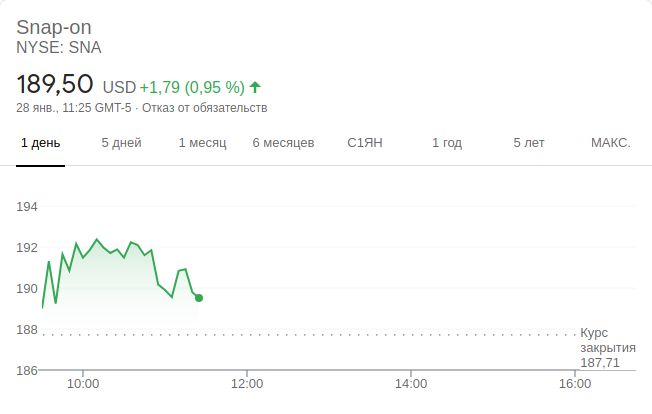 Snap-on
NYSE: SNA
189,50 USD +1,79 (0,95 %)
28 янв., 11:25 GMT-5 · Отказ от обязательств
1 день 5 дней 1 месяц 6 месяцев С1ЯН 1 год 5 лет МАКС.
194
192
190
188
186
Курс
закрытия
187,71
10:00 12:00 14:00 16:00